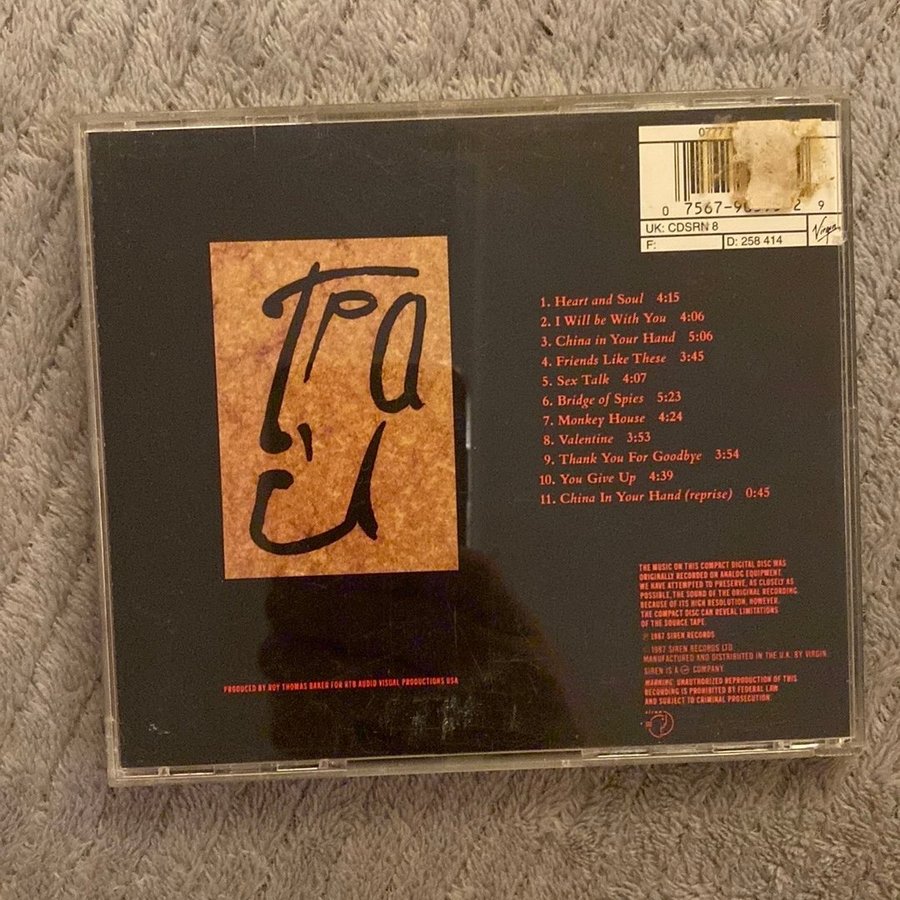 T'Pau
0777 7
0 7567-90 2 9
UK: CDSRN 8
F: D: 258 414
Virgin
1. Heart and Soul 4:15
2. I Will be With You 4:06
3. China in Your Hand 5:06
4. Friends Like These 3:45
5. Sex Talk 4:07
6. Bridge of Spies 5:23
7. Monkey House 4:24
8. Valentine 3:53
9. Thank You For Goodbye 3:54
10. You Give Up 4:39
11. China In Your Hand (reprise) 0:45
THE MUSIC ON THIS COMPACT DIGITAL DISC WAS
ORIGINALLY RECORDED ON ANALOG EQUIPMENT.
WE HAVE ATTEMPTED TO PRESERVE, AS CLOSELY AS
POSSIBLE, THE SOUND OF THE ORIGINAL RECORDING.
BECAUSE OF ITS HIGH RESOLUTION, HOWEVER,
THE COMPACT DISC CAN REVEAL LIMITATIONS
OF THE SOURCE TAPE.
℗ 1987 SIREN RECORDS
© 1987 SIREN RECORDS LTD.
MANUFACTURED AND DISTRIBUTED IN THE U.K. BY VIRGIN.
SIREN IS A COMPANY.
WARNING: UNAUTHORIZED REPRODUCTION OF THIS
RECORDING IS PROHIBITED BY FEDERAL LAW
AND SUBJECT TO CRIMINAL PROSECUTION.
siren
PRODUCED BY ROY THOMAS BAKER FOR RTB AUDIO VISUAL PRODUCTIONS USA